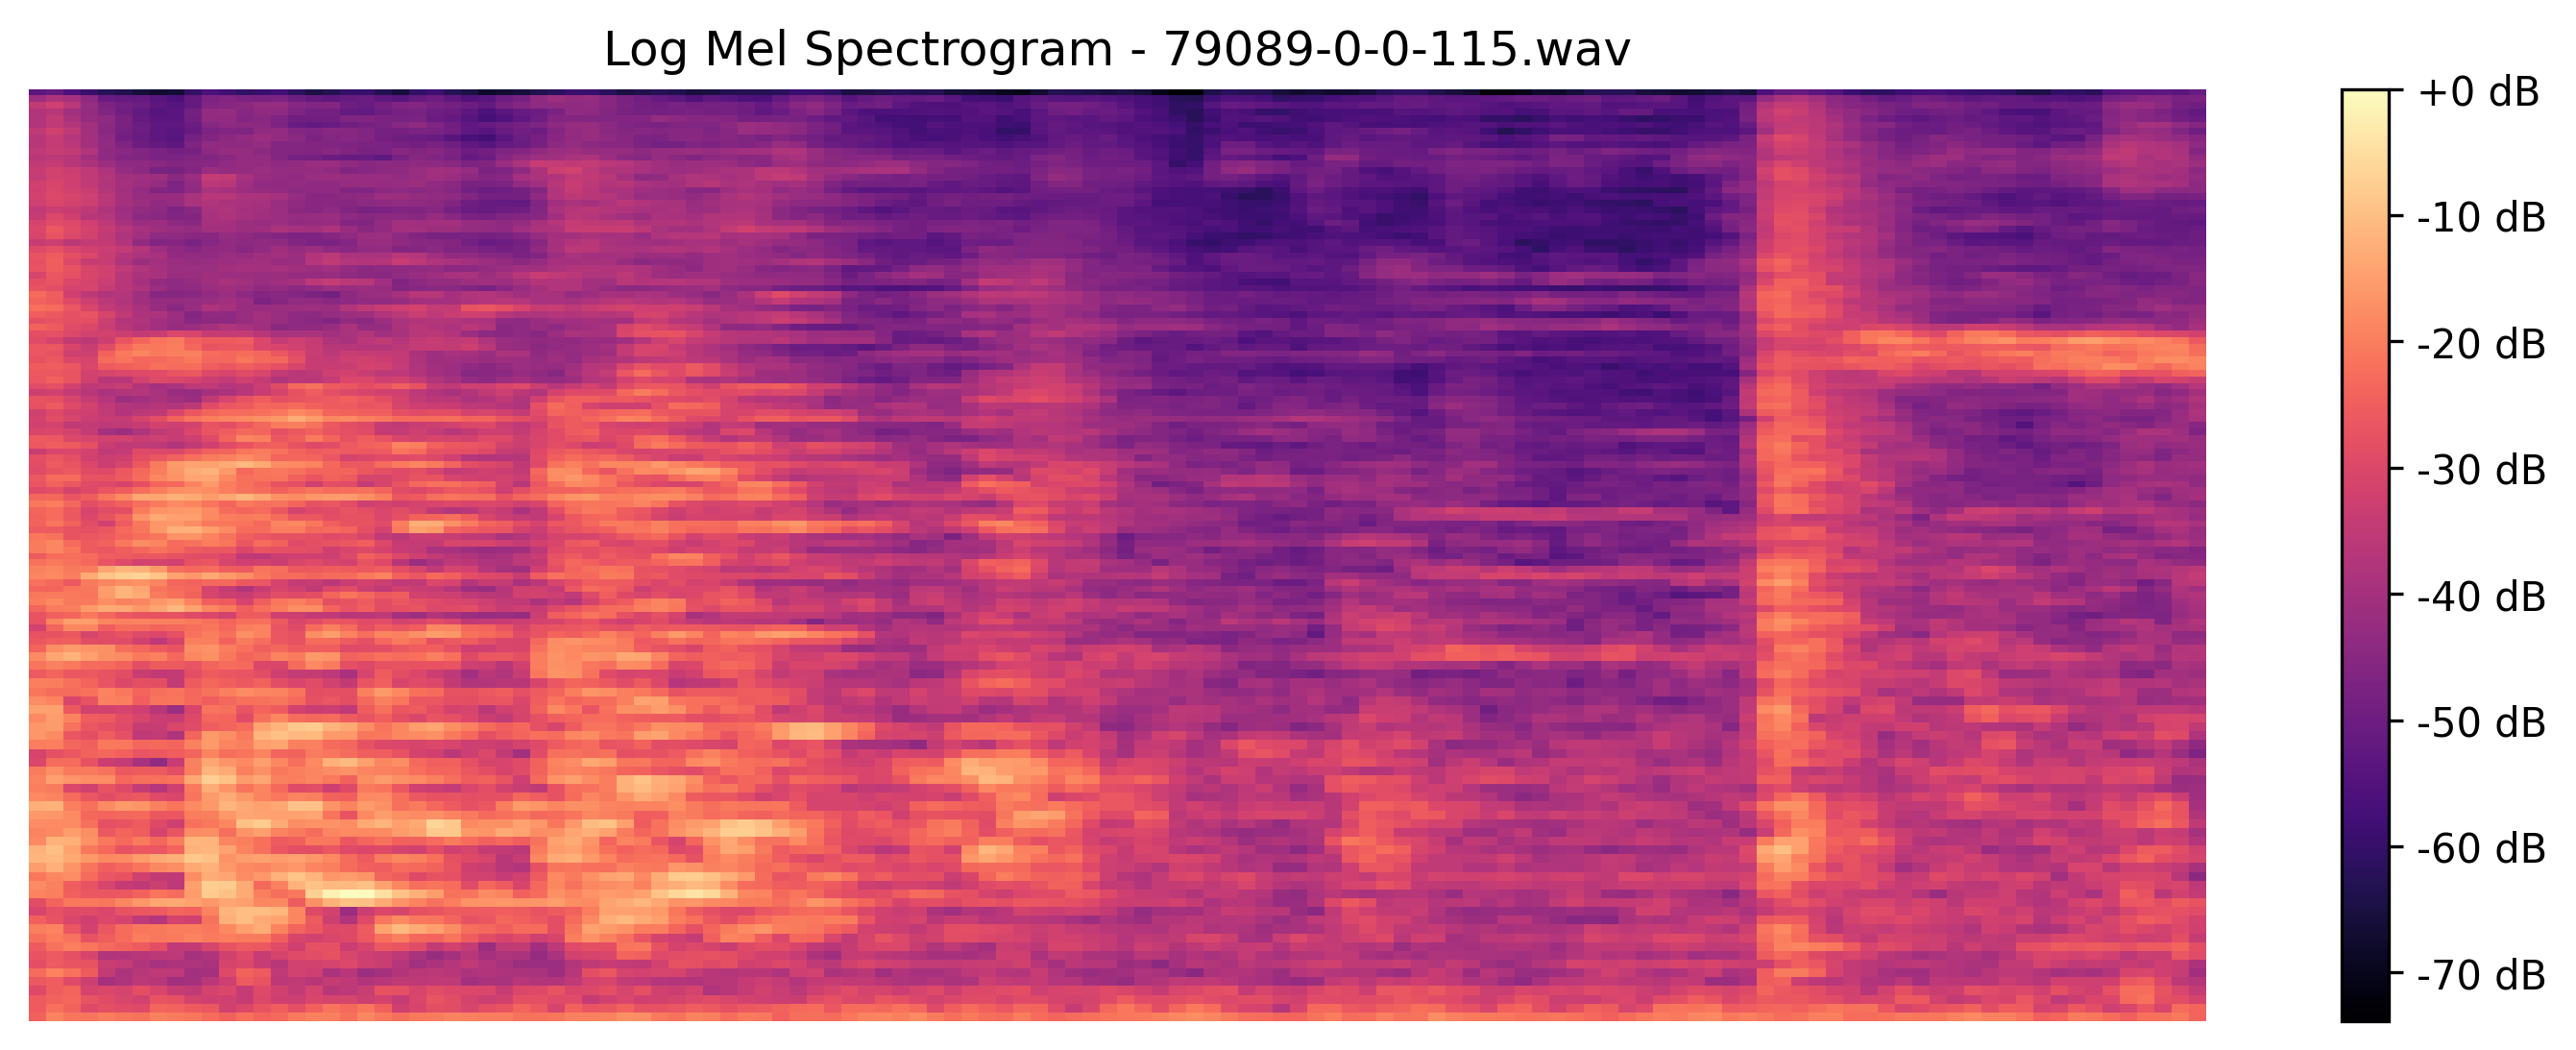 Log Mel Spectrogram - 79089-0-0-115.wav
+0 dB
-10 dB
-20 dB
-30 dB
-40 dB
-50 dB
-60 dB
-70 dB